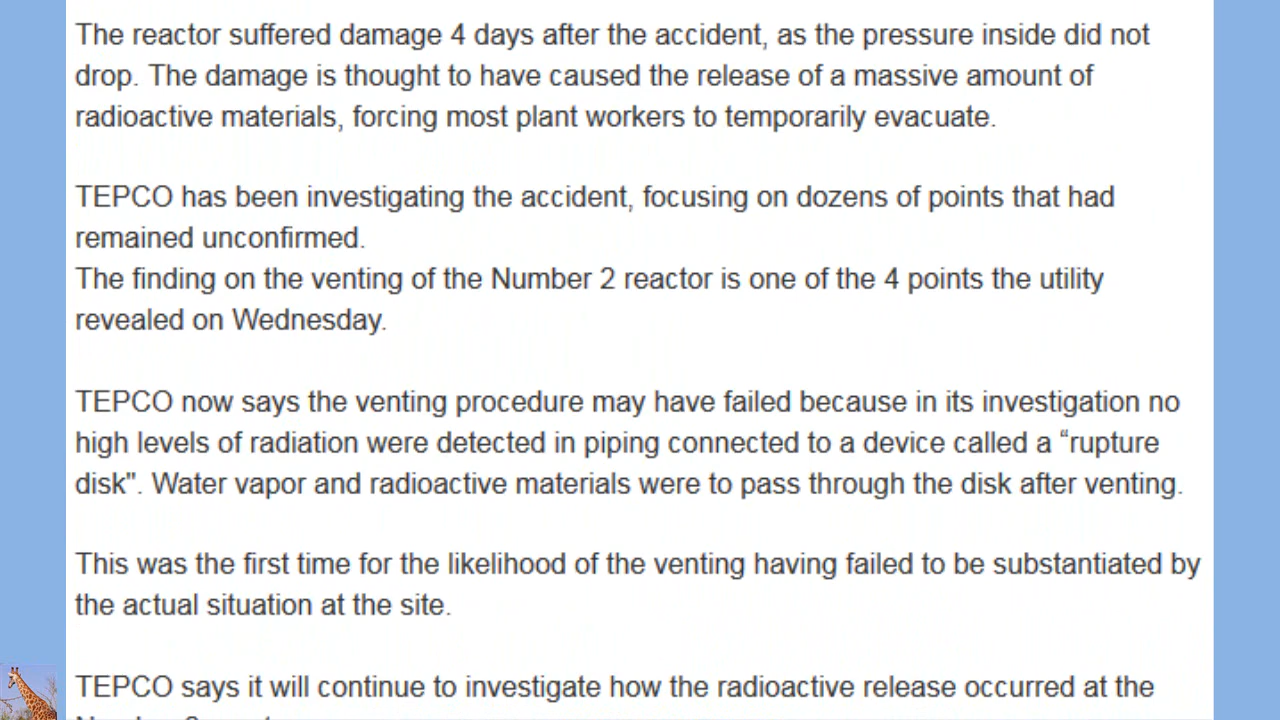 The reactor suffered damage 4 days after the accident, as the pressure inside did not
drop. The damage is thought to have caused the release of a massive amount of
radioactive materials, forcing most plant workers to temporarily evacuate.
TEPCO has been investigating the accident, focusing on dozens of points that had
remained unconfirmed.
The finding on the venting of the Number 2 reactor is one of the 4 points the utility
revealed on Wednesday.
TEPCO now says the venting procedure may have failed because in its investigation no
high levels of radiation were detected in piping connected to a device called a “rupture
disk". Water vapor and radioactive materials were to pass through the disk after venting.
This was the first time for the likelihood of the venting having failed to be substantiated by
the actual situation at the site.
TEPCO says it will continue to investigate how the radioactive release occurred at the